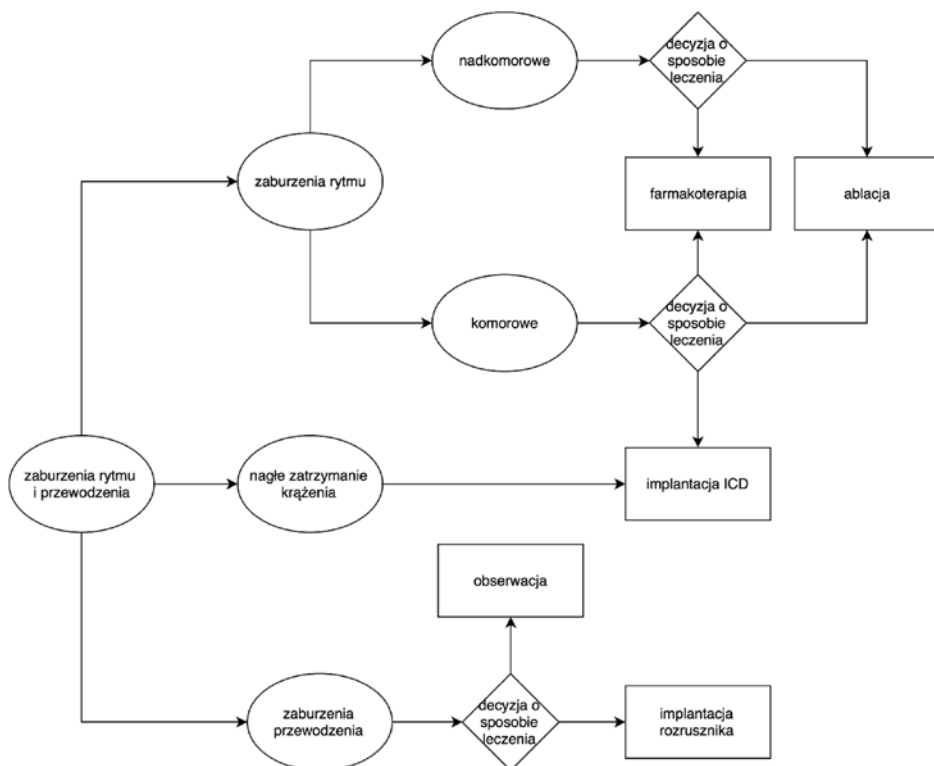 nadkomorowe
decyzja o
sposobie
leczenia
zaburzenia rytmu
farmakoterapia
ablacja
komorowe
decyzja o
sposobie
leczenia
zaburzenia rytmu
i przewodzenia
nagłe zatrzymanie
krążenia
implantacja ICD
obserwacja
zaburzenia
przewodzenia
decyzja o
sposobie
leczenia
implantacja
rozrusznika